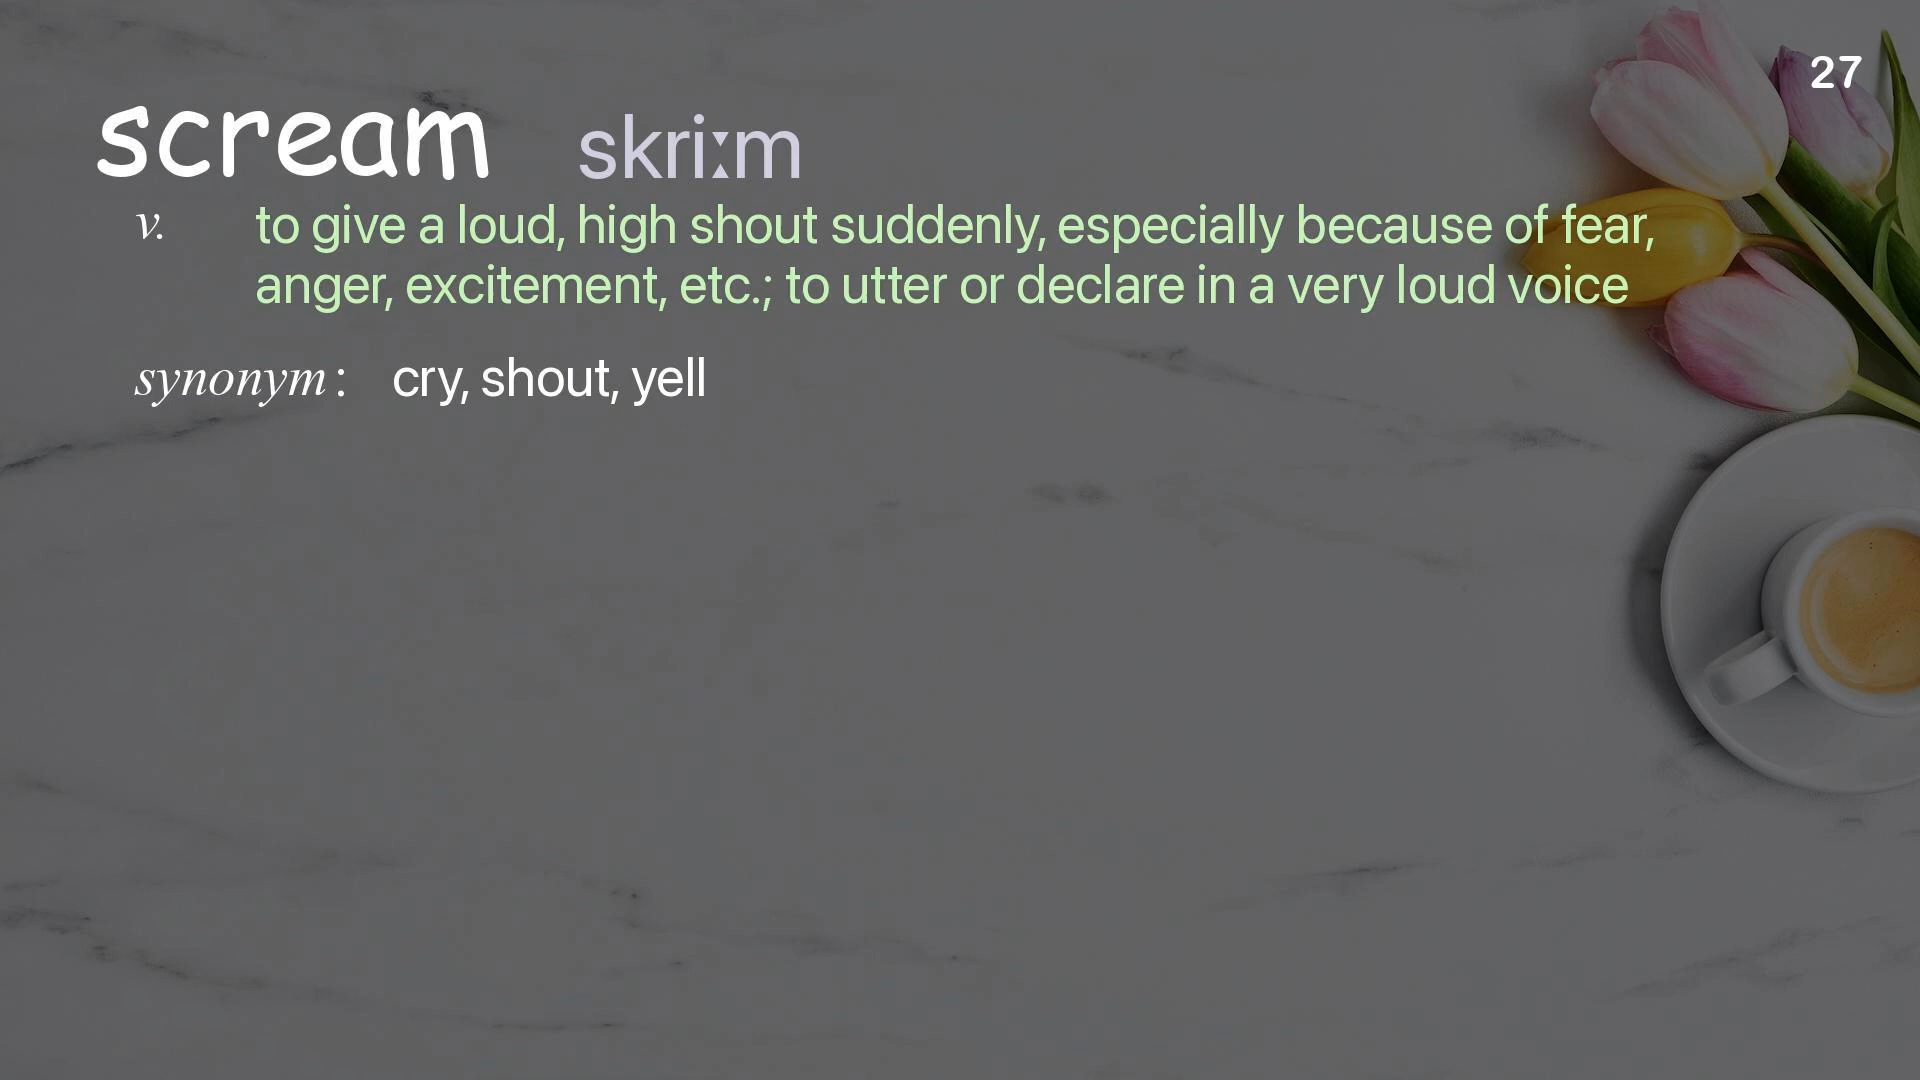 27
scream skriːm
v. to give a loud, high shout suddenly, especially because of fear,
anger, excitement, etc.; to utter or declare in a very loud voice
synonym : cry, shout, yell